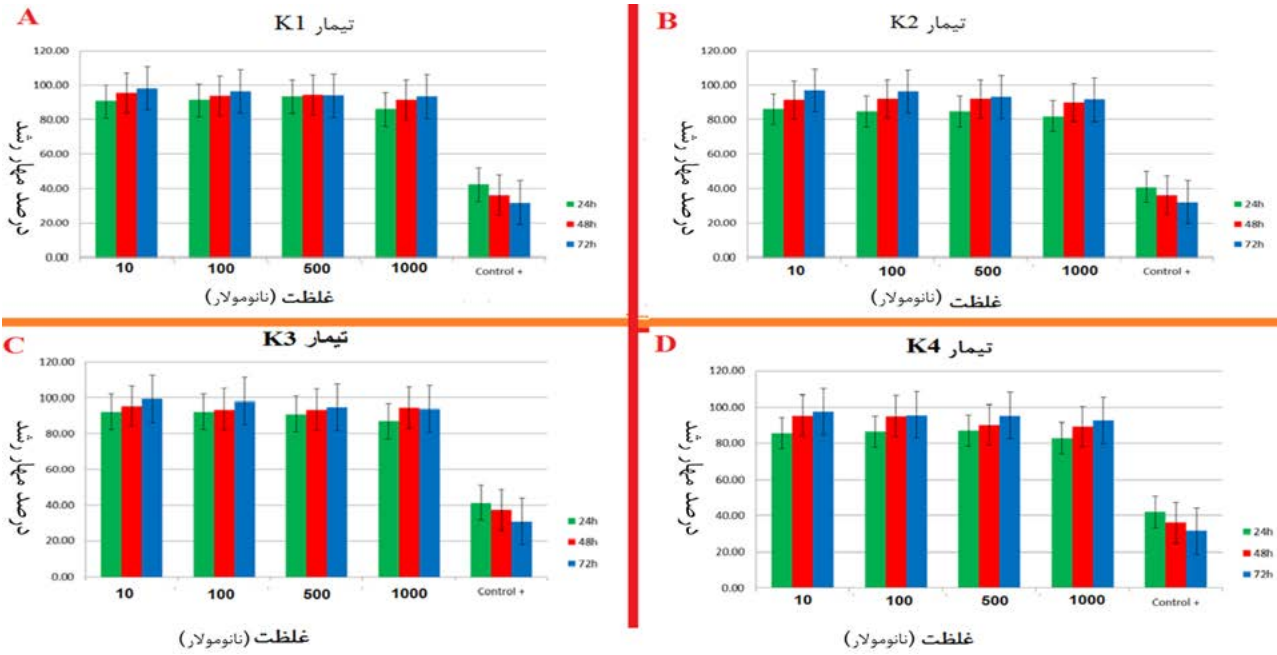 A
تیمار K1
120.00
100.00
80.00
60.00
40.00
20.00
0.00
درصد مهار رشد
24h
48h
72h
10 100 500 1000 Control +
غلظت (نانومولار)
B
تیمار K2
120.00
100.00
80.00
60.00
40.00
20.00
0.00
درصد مهار رشد
24h
48h
72h
10 100 500 1000 Control +
غلظت (نانومولار)
C
تیمار K3
120.00
100.00
80.00
60.00
40.00
20.00
0.00
درصد مهار رشد
24h
48h
72h
10 100 500 1000 Control +
غلظت (نانومولار)
D
تیمار K4
120.00
100.00
80.00
60.00
40.00
20.00
0.00
درصد مهار رشد
24h
48h
72h
10 100 500 1000 Control +
غلظت (نانومولار)